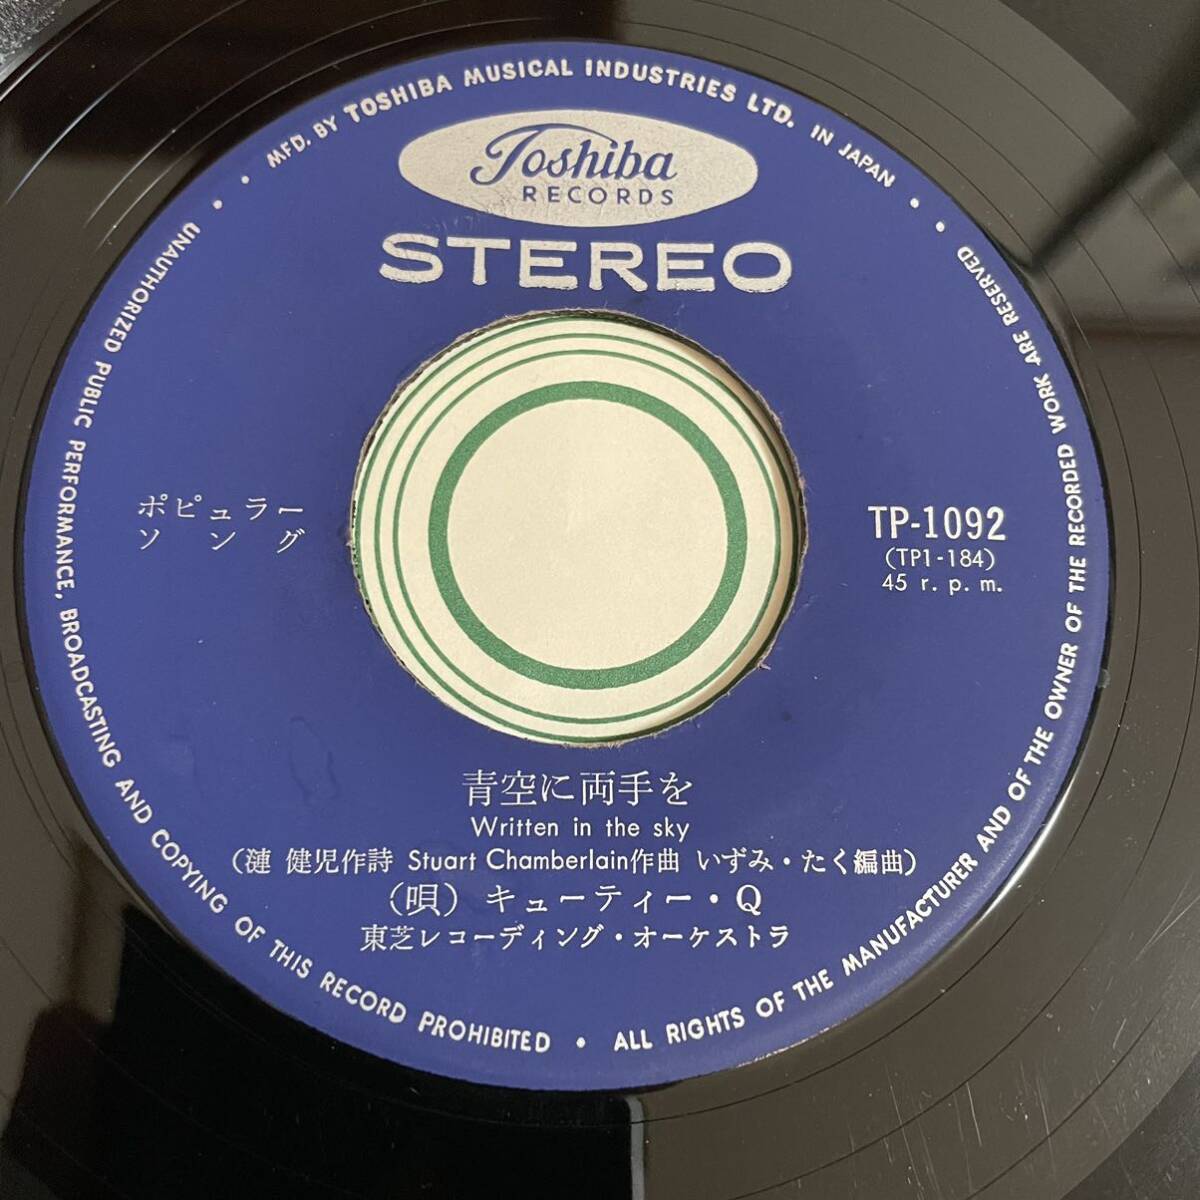 MFD. BY TOSHIBA MUSICAL INDUSTRIES LTD. IN JAPAN
Toshiba
RECORDS
STEREO
ポピュラー
ソング
TP-1092
(TP1-184)
45 r. p. m.
青空に両手を
Written in the sky
(漣 健児作詩 Stuart Chamberlain作曲 いずみ・たく編曲)
(唄) キューティー・Q
東芝レコーディング・オーケストラ
UNAUTHORIZED PUBLIC PERFORMANCE, BROADCASTING AND COPYING OF THIS RECORD PROHIBITED • ALL RIGHTS OF THE MANUFACTURER AND OF THE OWNER OF THE RECORDED WORK ARE RESERVED